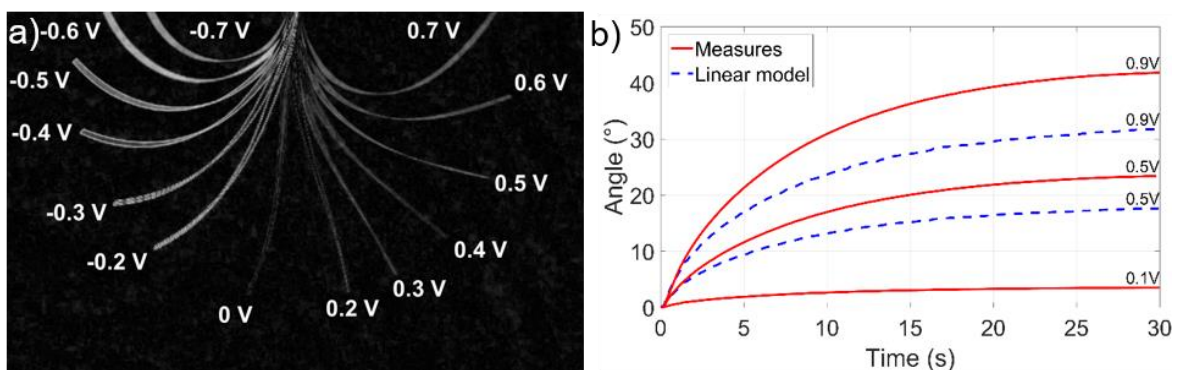 a)
-0.6 V
-0.7 V
0.7 V
-0.5 V
0.6 V
-0.4 V
0.5 V
-0.3 V
0.4 V
-0.2 V
0.3 V
0 V
0.2 V
b)
50
Measures
Linear model
0.9V
40
0.9V
30
0.5V
20
0.5V
10
0.1V
0
Angle (°)
0
5
10
15
20
25
30
Time (s)